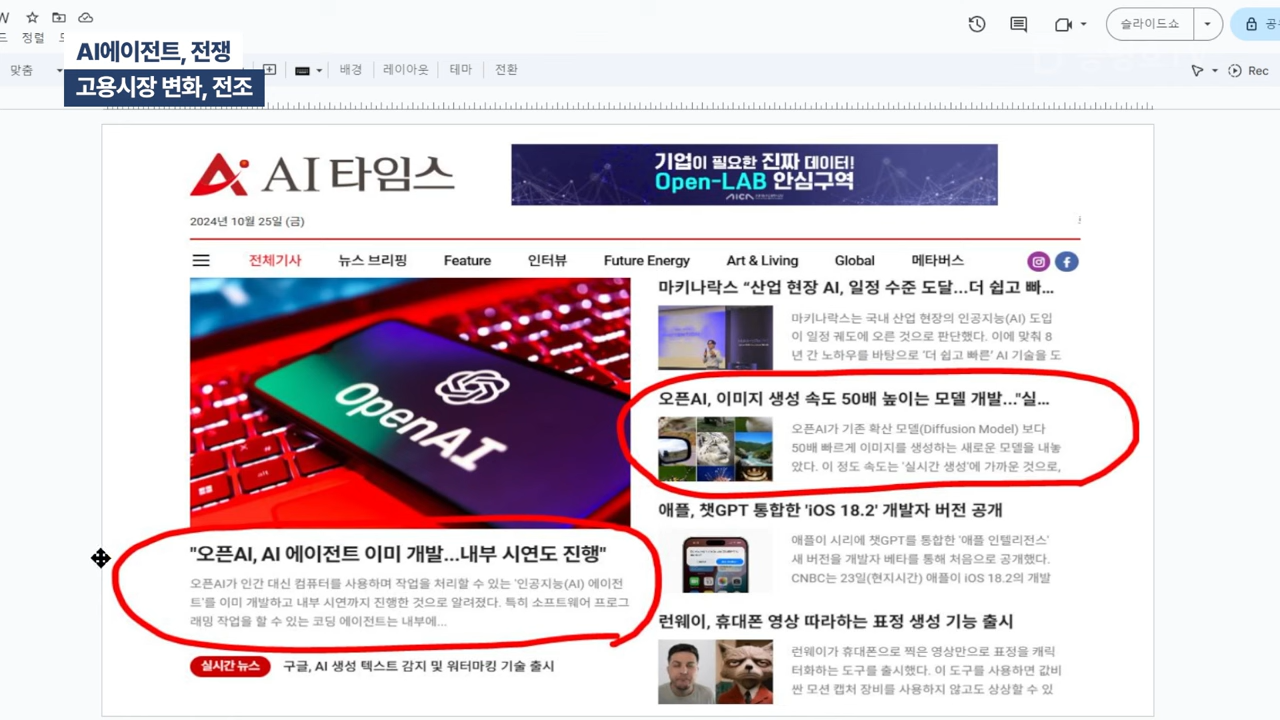 정렬
슬라이드쇼
AI에이전트, 전쟁
고용시장 변화, 전조
맞춤
배경
레이아웃
테마
전환
Rec
AI타임스
기업이 필요한 진짜 데이터!
Open-LAB 안심구역
AICA
2024년 10월 25일 (금)
전체기사
뉴스 브리핑
Feature
인터뷰
Future Energy
Art & Living
Global
메타버스
OpenAI
"오픈AI, AI 에이전트 이미 개발...내부 시연도 진행"
오픈AI가 인간 대신 컴퓨터를 사용하며 작업을 처리할 수 있는 '인공지능(AI) 에이전
트'를 이미 개발하고 내부 시연까지 진행한 것으로 알려졌다. 특히 소프트웨어 프로그
래밍 작업을 할 수 있는 코딩 에이전트는 내부에...
실시간 뉴스
구글, AI 생성 텍스트 감지 및 워터마킹 기술 출시
마키나락스 “산업 현장 AI, 일정 수준 도달...더 쉽고 빠...
마키나락스는 국내 산업 현장의 인공지능(AI) 도입
이 일정 궤도에 오른 것으로 판단했다. 이에 맞춰 8
년 간 노하우를 바탕으로 ‘더 쉽고 빠른’ AI 기술을 도
오픈AI, 이미지 생성 속도 50배 높이는 모델 개발..."실...
오픈AI가 기존 확산 모델(Diffusion Model) 보다
50배 빠르게 이미지를 생성하는 새로운 모델을 내놓
았다. 이 정도 속도는 '실시간 생성'에 가까운 것으로,
애플, 챗GPT 통합한 'iOS 18.2' 개발자 버전 공개
애플이 시리에 챗GPT를 통합한 '애플 인텔리전스'
새 버전을 개발자 베타를 통해 처음으로 공개했다.
CNBC는 23일(현지시간) 애플이 iOS 18.2의 개발
런웨이, 휴대폰 영상 따라하는 표정 생성 기능 출시
런웨이가 휴대폰으로 찍은 영상만으로 표정을 캐릭
터화하는 도구를 출시했다. 이 도구를 사용하면 값비
싼 모션 캡처 장비를 사용하지 않고도 상상할 수 있